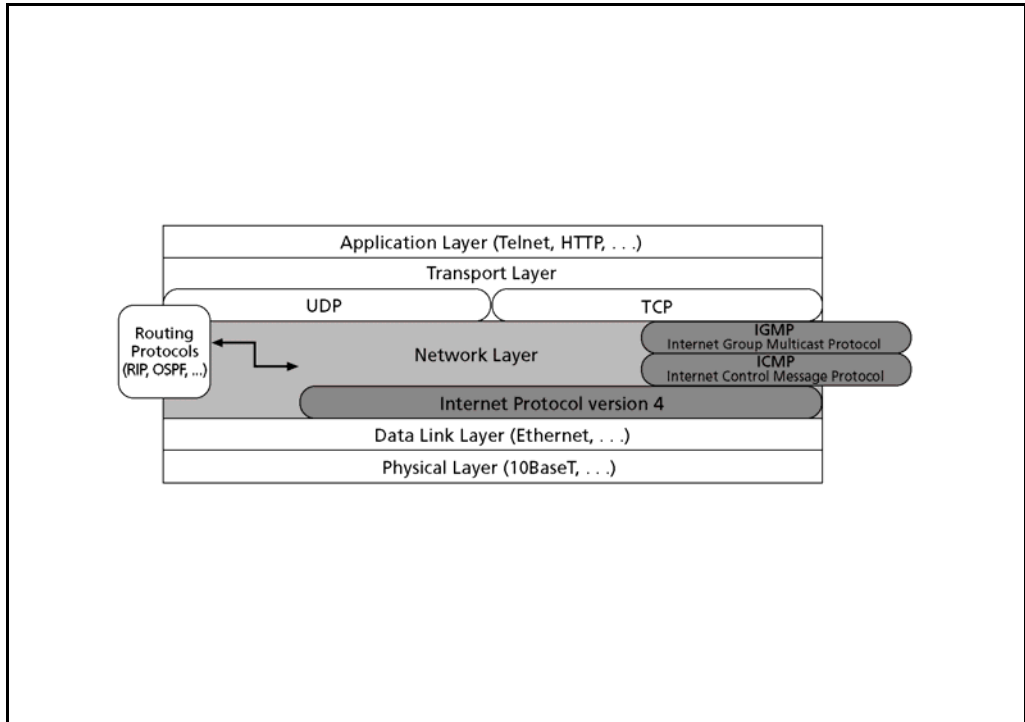 Application Layer (Telnet, HTTP, . . .)
Transport Layer
UDP
TCP
Routing
Protocols
(RIP, OSPF, ...)
Network Layer
IGMP
Internet Group Multicast Protocol
ICMP
Internet Control Message Protocol
Internet Protocol version 4
Data Link Layer (Ethernet, . . .)
Physical Layer (10BaseT, . . .)